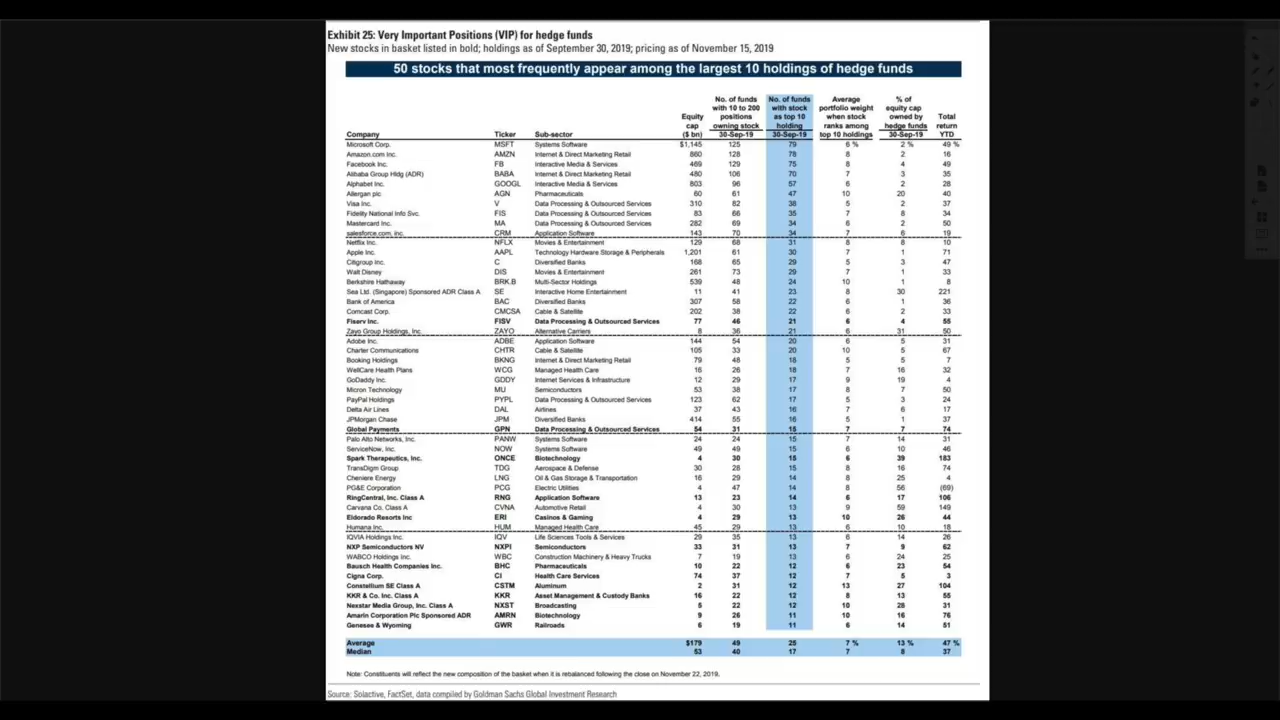 Exhibit 25: Very Important Positions (VIP) for hedge funds
New stocks in basket listed in bold; holdings as of September 30, 2019; pricing as of November 15, 2019
50 stocks that most frequently appear among the largest 10 holdings of hedge funds
No. of funds No. of funds Average % of
with 10 to 200 with stock portfolio weight equity cap
Equity positions as top 10 when stock owned by Total
cap owning stock holding ranks among hedge funds return
Company Ticker Sub-sector ($ bn) 30-Sep-19 30-Sep-19 top 10 holdings 30-Sep-19 YTD
Microsoft Corp. MSFT Systems Software $1,145 125 79 6 % 2 % 49 %
Amazon.com Inc. AMZN Internet & Direct Marketing Retail 860 128 78 8 2 16
Facebook Inc. FB Interactive Media & Services 469 129 75 8 4 49
Alibaba Group Hldg (ADR) BABA Internet & Direct Marketing Retail 480 106 70 7 3 35
Alphabet Inc. GOOGL Interactive Media & Services 803 96 57 6 2 28
Allergan plc AGN Pharmaceuticals 60 61 47 10 20 40
Visa Inc. V Data Processing & Outsourced Services 310 82 38 5 2 37
Fidelity National Info Svc. FIS Data Processing & Outsourced Services 83 66 35 7 8 34
Mastercard Inc. MA Data Processing & Outsourced Services 282 69 34 6 2 50
salesforce.com, inc. CRM Application Software 143 70 34 7 6 19
Netflix Inc. NFLX Movies & Entertainment 129 68 31 8 8 10
Apple Inc. AAPL Technology Hardware Storage & Peripherals 1,201 61 30 7 1 71
Citigroup Inc. C Diversified Banks 168 65 29 5 3 47
Walt Disney DIS Movies & Entertainment 261 73 29 7 1 33
Berkshire Hathaway BRK.B Multi-Sector Holdings 539 48 24 10 1 8
Sea Ltd. (Singapore) Sponsored ADR Class A SE Interactive Home Entertainment 11 41 23 8 30 221
Bank of America BAC Diversified Banks 307 58 22 6 1 36
Comcast Corp. CMCSA Cable & Satellite 202 38 22 6 2 33
Fiserv Inc. FISV Data Processing & Outsourced Services 77 46 21 6 4 55
Zayo Group Holdings, Inc. ZAYO Alternative Carriers 8 36 21 6 31 50
Adobe Inc. ADBE Application Software 144 54 20 6 5 31
Charter Communications CHTR Cable & Satellite 105 33 20 10 5 67
Booking Holdings BKNG Internet & Direct Marketing Retail 79 48 18 5 5 7
WellCare Health Plans WCG Managed Health Care 16 26 18 7 16 32
GoDaddy Inc. GDDY Internet Services & Infrastructure 12 29 17 9 19 4
Micron Technology MU Semiconductors 53 38 17 8 7 50
PayPal Holdings PYPL Data Processing & Outsourced Services 123 62 17 5 3 24
Delta Air Lines DAL Airlines 37 43 16 7 6 17
JPMorgan Chase JPM Diversified Banks 414 55 16 5 1 37
Global Payments GPN Data Processing & Outsourced Services 54 31 15 7 7 74
Palo Alto Networks, Inc. PANW Systems Software 24 24 15 7 14 31
ServiceNow, Inc. NOW Systems Software 49 49 15 6 10 46
Spark Therapeutics, Inc. ONCE Biotechnology 4 30 15 6 39 183
TransDigm Group TDG Aerospace & Defense 30 28 15 8 16 74
Cheniere Energy LNG Oil & Gas Storage & Transportation 16 29 14 8 25 4
PG&E Corporation PCG Electric Utilities 4 47 14 8 56 (69)
RingCentral, Inc. Class A RNG Application Software 13 23 14 6 17 106
Carvana Co. Class A CVNA Automotive Retail 4 30 13 9 59 149
Eldorado Resorts Inc ERI Casinos & Gaming 4 29 13 10 26 44
Humana Inc. HUM Managed Health Care 45 29 13 6 10 18
IQVIA Holdings Inc. IQV Life Sciences Tools & Services 29 35 13 6 14 26
NXP Semiconductors NV NXPI Semiconductors 33 31 13 7 9 62
WABCO Holdings Inc. WBC Construction Machinery & Heavy Trucks 7 19 13 6 24 25
Bausch Health Companies Inc. BHC Pharmaceuticals 10 22 12 6 23 54
Cigna Corp. CI Health Care Services 74 37 12 7 5 3
Constellium SE Class A CSTM Aluminum 2 31 12 13 27 104
KKR & Co. Inc. Class A KKR Asset Management & Custody Banks 16 22 12 8 13 55
Nexstar Media Group, Inc. Class A NXST Broadcasting 5 22 12 10 28 31
Amarin Corporation Plc Sponsored ADR AMRN Biotechnology 9 26 11 10 16 76
Genesee & Wyoming GWR Railroads 6 19 11 6 14 51
Average $179 49 25 7 % 13 % 47 %
Median 53 40 17 7 8 37
Note: Constituents will reflect the new composition of the basket when it is rebalanced following the close on November 22, 2019.
Source: Solactive, FactSet, data compiled by Goldman Sachs Global Investment Research